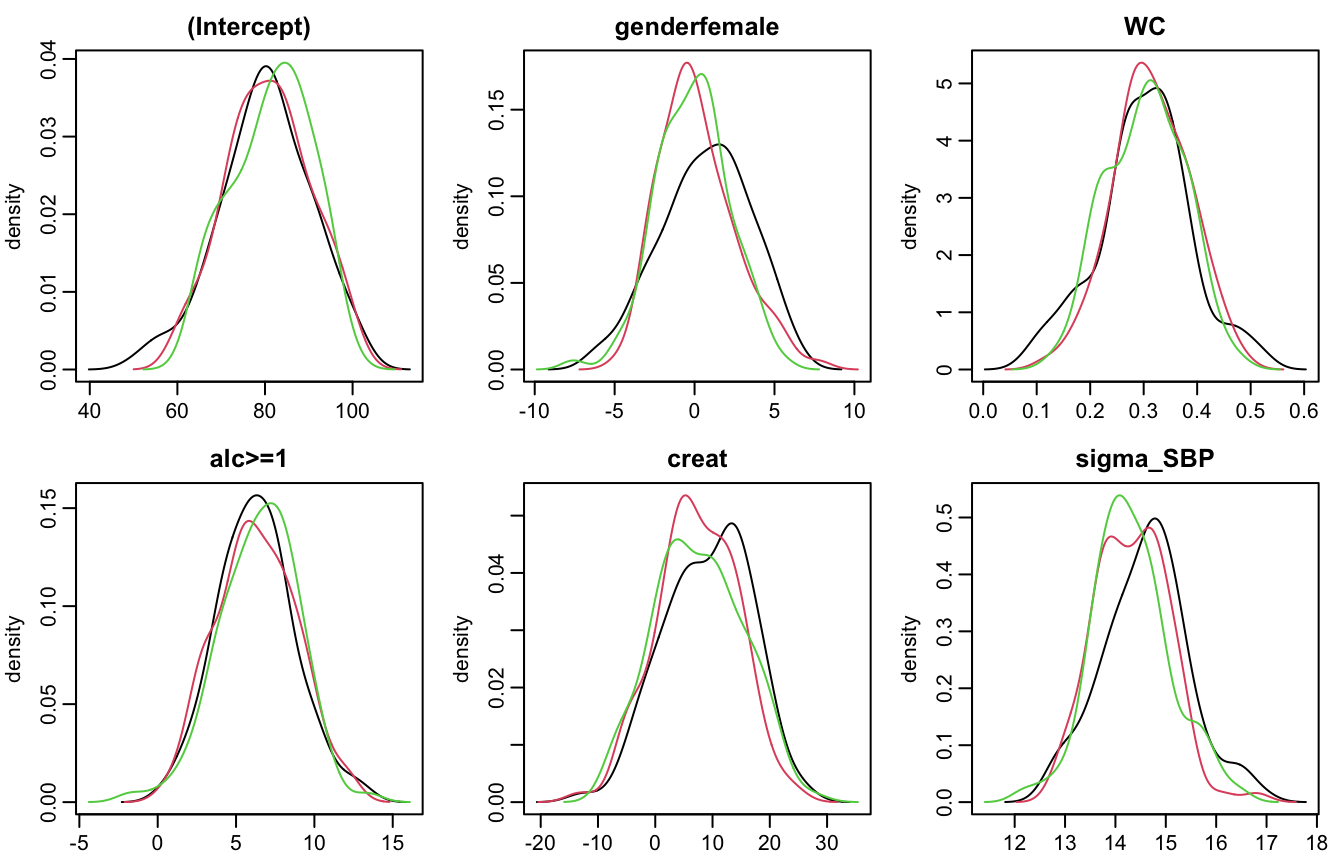 (Intercept)
density
0.00 0.01 0.02 0.03 0.04
40 60 80 100
genderfemale
density
0.00 0.05 0.10 0.15
-10 -5 0 5 10
WC
density
0 1 2 3 4 5
0.0 0.1 0.2 0.3 0.4 0.5 0.6
alc>=1
density
0.00 0.05 0.10 0.15
-5 0 5 10 15
creat
density
0.00 0.02 0.04
-20 -10 0 10 20 30
sigma_SBP
density
0.0 0.1 0.2 0.3 0.4 0.5
12 13 14 15 16 17 18